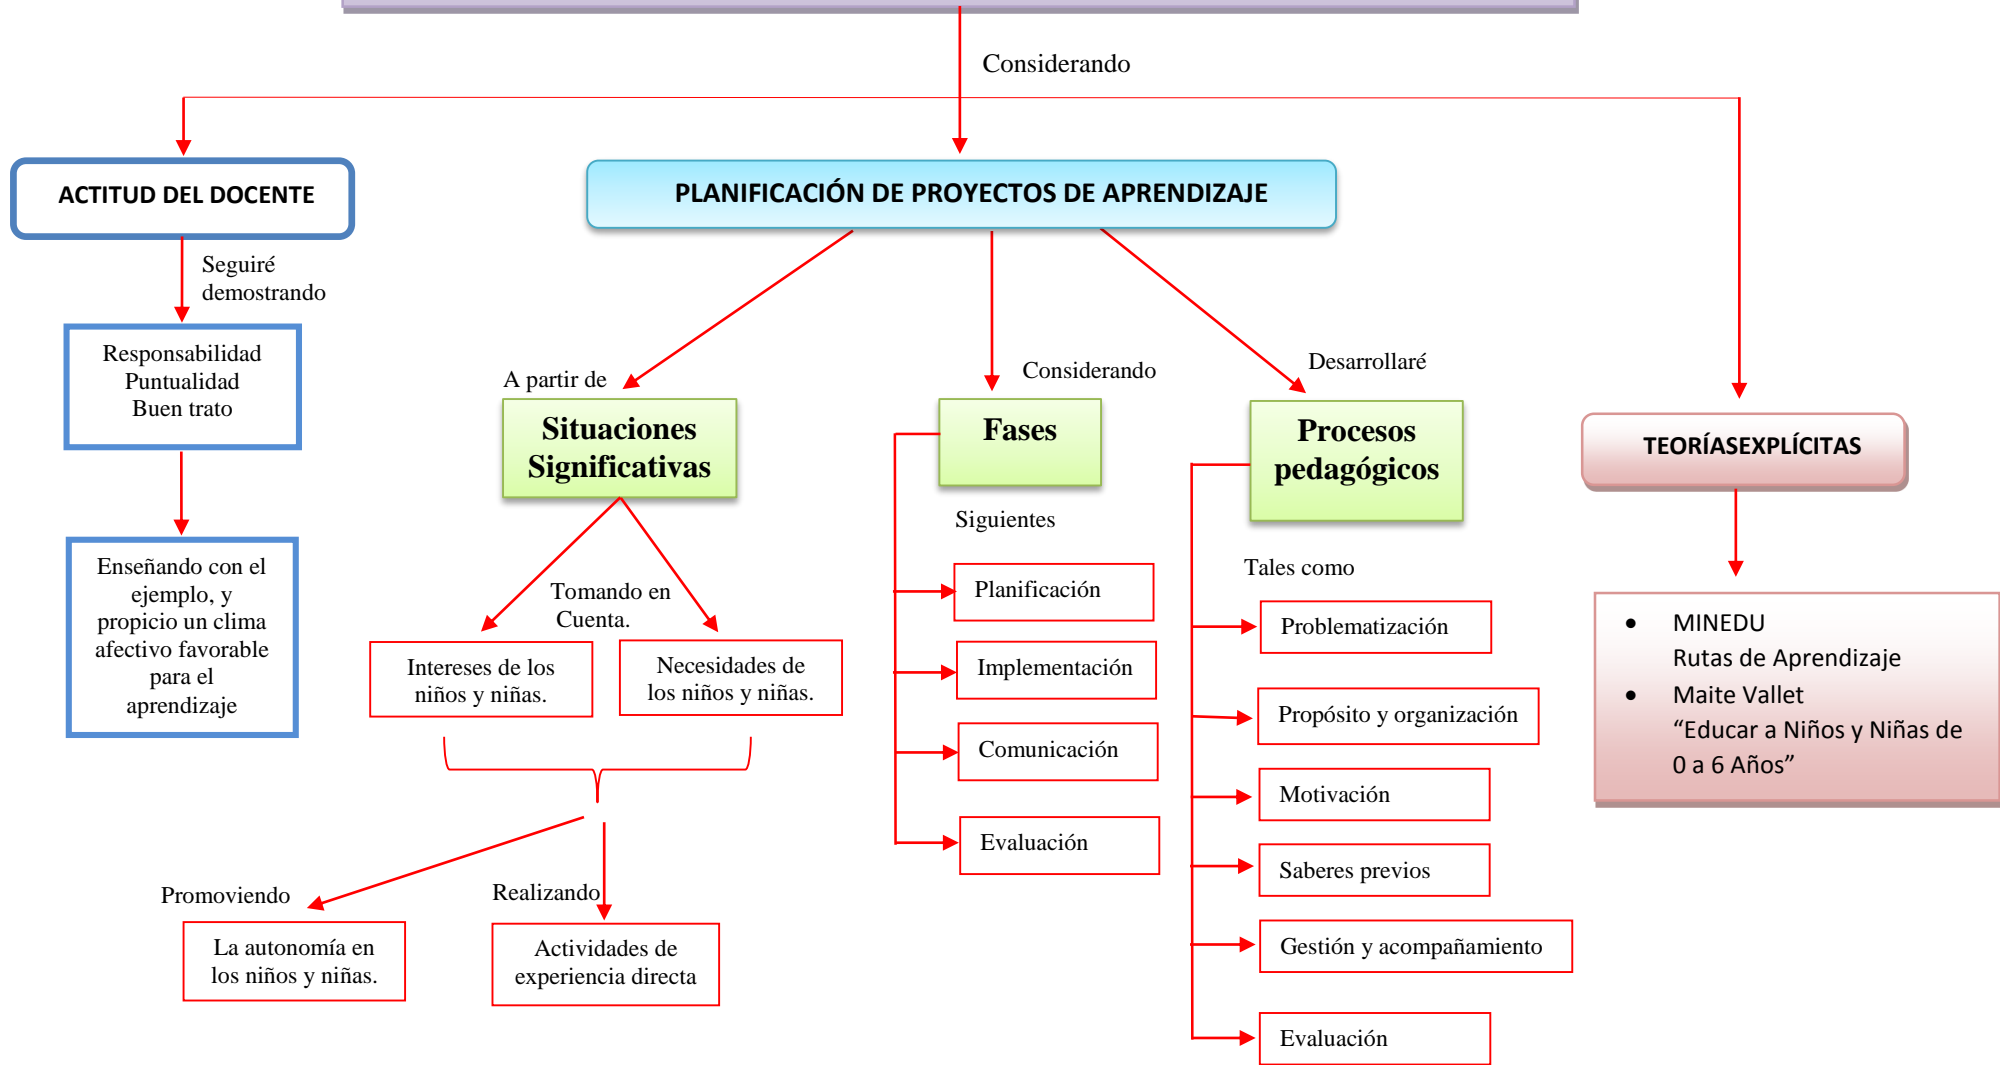 Considerando
ACTITUD DEL DOCENTE
Seguiré
demostrando
Responsabilidad
Puntualidad
Buen trato
Enseñando con el
ejemplo, y
propicio un clima
afectivo favorable
para el
aprendizaje
PLANIFICACIÓN DE PROYECTOS DE APRENDIZAJE
A partir de
Situaciones
Significativas
Tomando en
Cuenta.
Intereses de los
niños y niñas.
Necesidades de
los niños y niñas.
Promoviendo
La autonomía en
los niños y niñas.
Realizando
Actividades de
experiencia directa
Considerando
Fases
Siguientes
Planificación
Implementación
Comunicación
Evaluación
Desarrollaré
Procesos
pedagógicos
Tales como
Problematización
Propósito y organización
Motivación
Saberes previos
Gestión y acompañamiento
Evaluación
TEORÍASEXPLÍCITAS
• MINEDU
Rutas de Aprendizaje
• Maite Vallet
“Educar a Niños y Niñas de
0 a 6 Años”